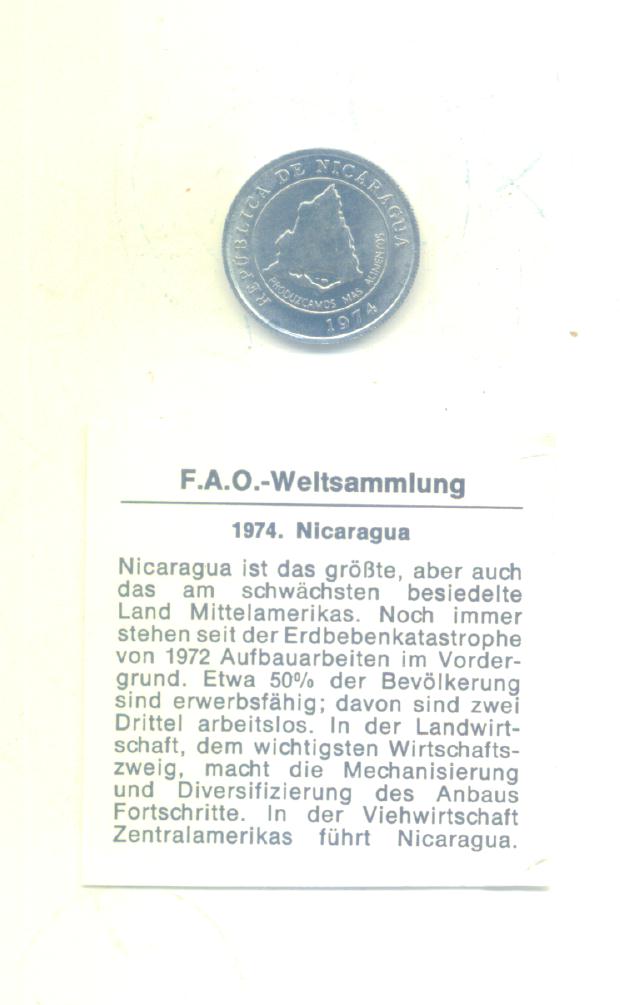 REPUBLICA DE NICARAGUA
PRODUZCAMOS MAS ALIMENTOS
1974
F.A.O.-Weltsammlung
1974. Nicaragua
Nicaragua ist das größte, aber auch
das am schwächsten besiedelte
Land Mittelamerikas. Noch immer
stehen seit der Erdbebenkatastrophe
von 1972 Aufbauarbeiten im Vorder-
grund. Etwa 50% der Bevölkerung
sind erwerbsfähig; davon sind zwei
Drittel arbeitslos. In der Landwirt-
schaft, dem wichtigsten Wirtschafts-
zweig, macht die Mechanisierung
und Diversifizierung des Anbaus
Fortschritte. In der Viehwirtschaft
Zentralamerikas führt Nicaragua.